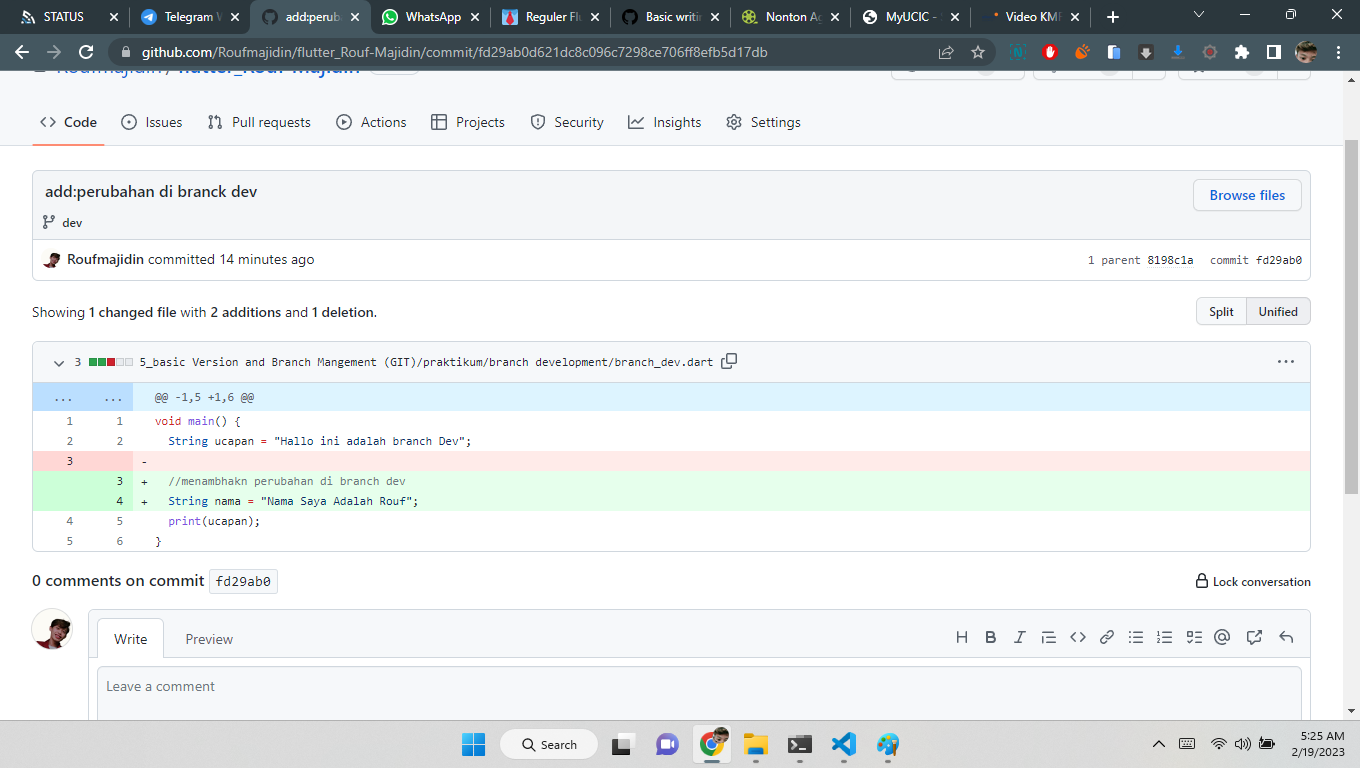 STATUS
Telegram W
add:perub
WhatsApp
Reguler Flu
Basic writin
Nonton Ag
MyUCIC -
Video KMF
github.com/Roufmajidin/flutter_Rouf-Majidin/commit/fd29ab0d621dc8c096c7298ce706ff8efb5d17db
Roufmajidin / flutter_Rouf-Majidin
Code
Issues
Pull requests
Actions
Projects
Security
Insights
Settings
add:perubahan di branck dev
Browse files
dev
Roufmajidin committed 14 minutes ago
1 parent 8198c1a commit fd29ab0
Showing 1 changed file with 2 additions and 1 deletion.
Split
Unified
3 5_basic Version and Branch Mangement (GIT)/praktikum/branch development/branch_dev.dart
... ... @@ -1,5 +1,6 @@
1 1 void main() {
2 2 String ucapan = "Hallo ini adalah branch Dev";
3 -
3 + //menambhakn perubahan di branch dev
4 + String nama = "Nama Saya Adalah Rouf";
4 5 print(ucapan);
5 6 }
0 comments on commit fd29ab0
Lock conversation
Write
Preview
Leave a comment
Search
5:25 AM
2/19/2023